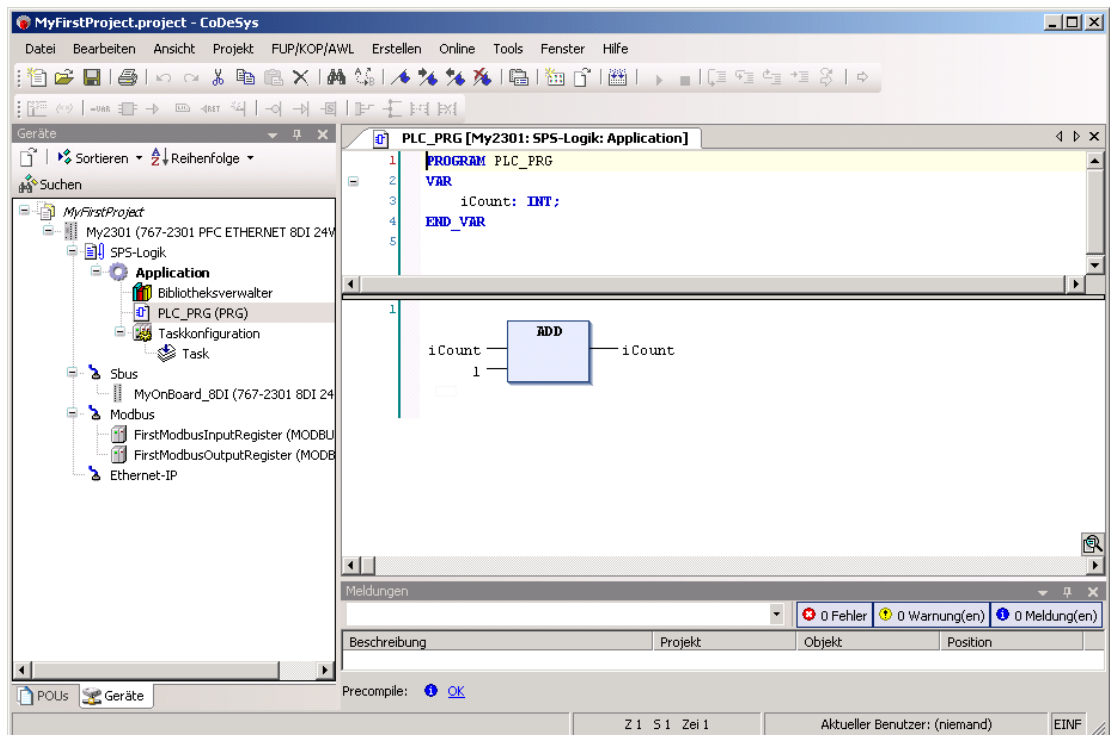 MyFirstProject.project - CoDeSys
Datei Bearbeiten Ansicht Projekt FUP/KOP/AWL Erstellen Online Tools Fenster Hilfe
Geräte
Sortieren Reihenfolge
Suchen
MyFirstProject
My2301 (767-2301 PFC ETHERNET 8DI 24V
SPS-Logik
Application
Bibliotheksverwalter
PLC_PRG (PRG)
Taskkonfiguration
Task
Sbus
MyOnBoard_8DI (767-2301 8DI 24
Modbus
FirstModbusInputRegister (MODBU
FirstModbusOutputRegister (MODB
Ethernet-IP
POUs Geräte
PLC_PRG [My2301: SPS-Logik: Application]
1 PROGRAM PLC_PRG
2 VAR
3 iCount: INT;
4 END_VAR
5
1
ADD
iCount iCount
1
Meldungen
0 Fehler 0 Warnung(en) 0 Meldung(en)
Beschreibung Projekt Objekt Position
Precompile: OK
Z 1 S 1 Zei 1 Aktueller Benutzer: (niemand) EINF